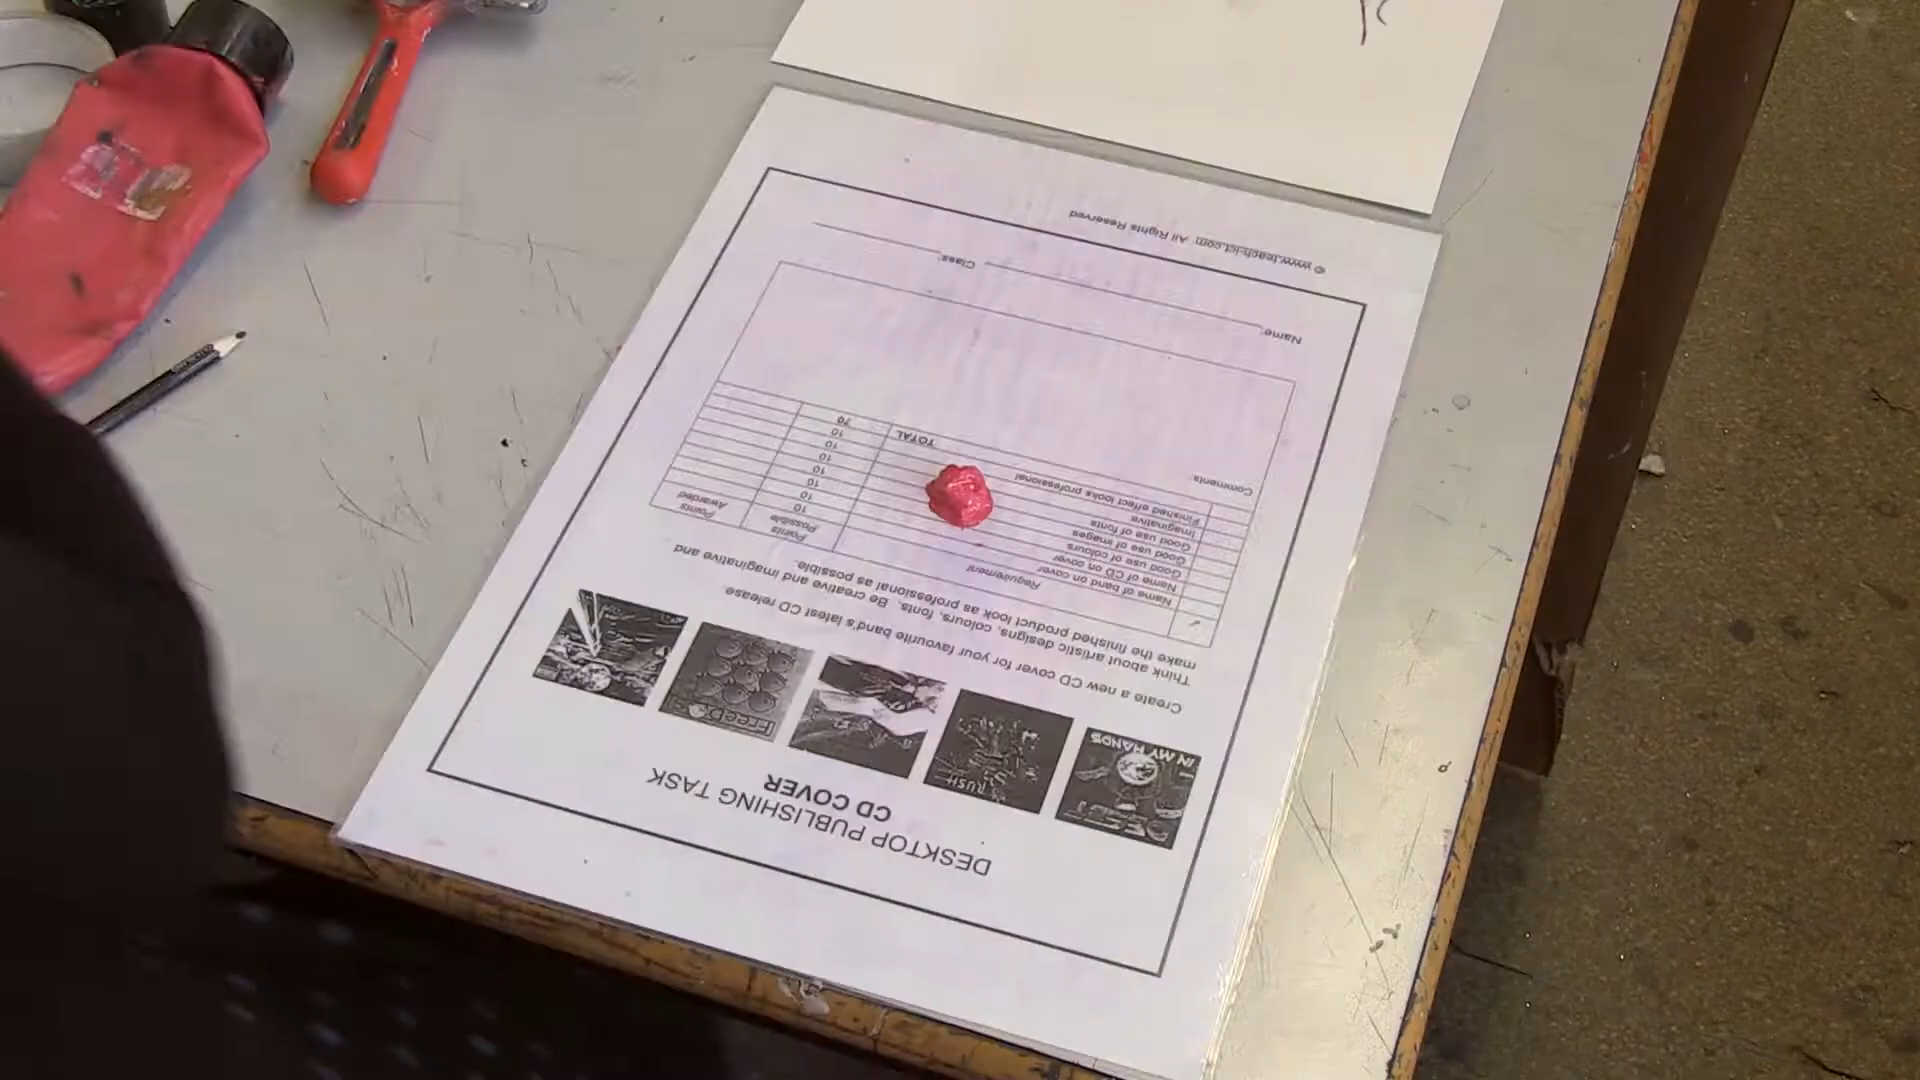 DESKTOP PUBLISHING TASK
CD COVER
IN MY HANDS
RUSH
Create a new CD cover for your favourite band's latest CD release.
Think about artistic designs, colours, fonts. Be creative and imaginative and
make the finished product look as professional as possible.
✓ Requirement Points Possible Points Awarded
Name of band on cover 10
Name of CD on cover 10
Good use of colours 10
Good use of images 10
Good use of fonts 10
Imaginative 10
Finished effect looks professional 10
TOTAL 70
Comments:
Name: Class:
© www.teach-ict.com All Rights Reserved